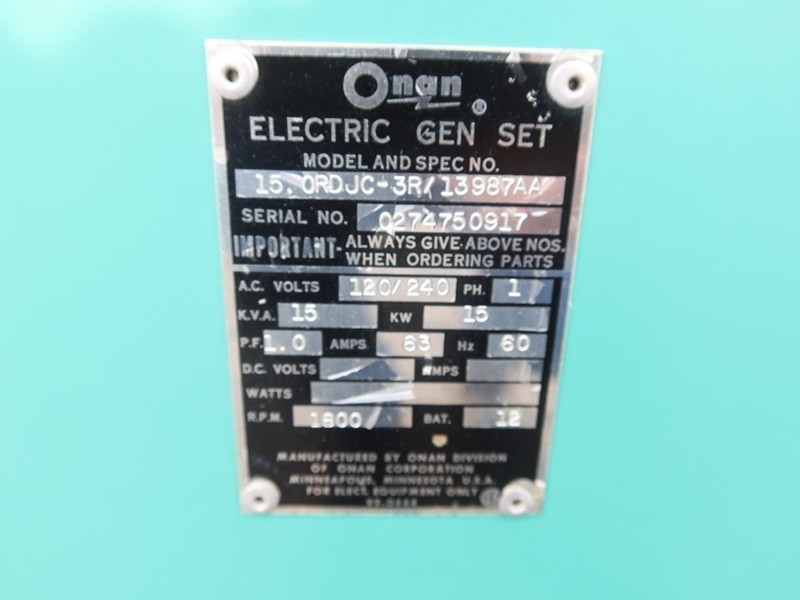 Onan ®
ELECTRIC GEN SET
MODEL AND SPEC NO.
15.0RDJC-3R/13987AA
SERIAL NO. 0274750917
IMPORTANT- ALWAYS GIVE ABOVE NOS.
WHEN ORDERING PARTS
A.C. VOLTS 120/240 PH. 1
K.V.A. 15 KW 15
P.F. 1.0 AMPS 63 Hz 60
D.C. VOLTS AMPS
WATTS
R.P.M. 1800 BAT. 12
MANUFACTURED BY ONAN DIVISION
OF ONAN CORPORATION
MINNEAPOLIS, MINNESOTA U.S.A.
FOR ELECT. EQUIPMENT ONLY